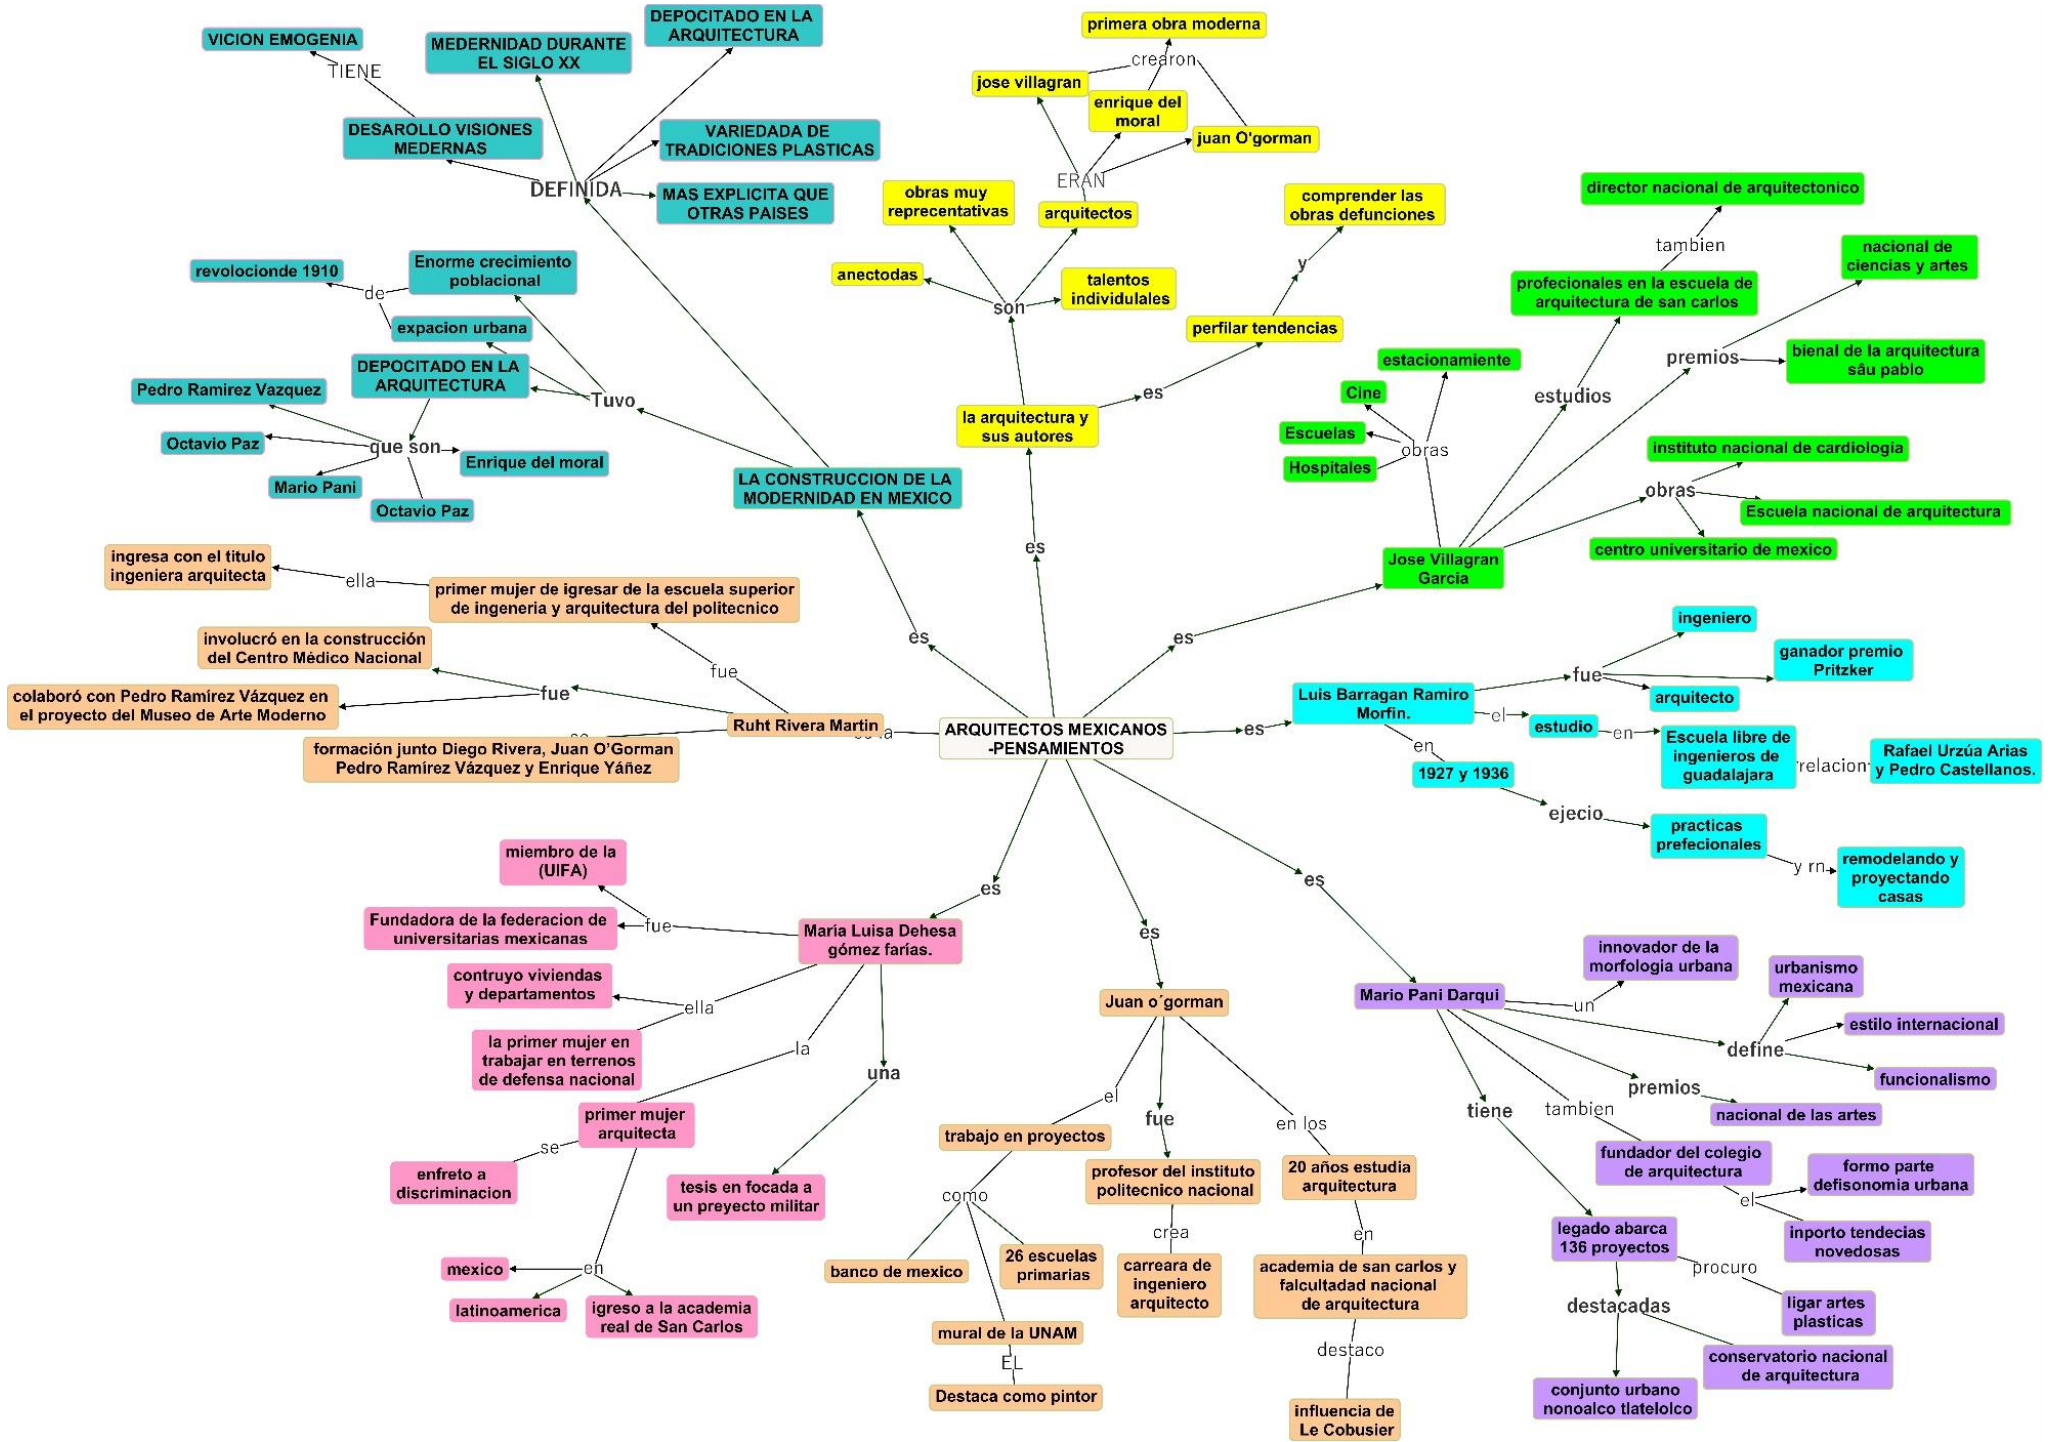 VICION EMOGENIA
TIENE
DESAROLLO VISIONES
MEDERNAS
MEDERNIDAD DURANTE
EL SIGLO XX
DEPOCITADO EN LA
ARQUITECTURA
VARIEDADA DE
TRADICIONES PLASTICAS
MAS EXPLICITA QUE
OTRAS PAISES
DEFINIDA
revolocionde 1910
de
Enorme crecimiento
poblacional
expacion urbana
DEPOCITADO EN LA
ARQUITECTURA
Tuvo
Pedro Ramirez Vazquez
Octavio Paz
que son
Enrique del moral
Mario Pani
Octavio Paz
LA CONSTRUCCION DE LA
MODERNIDAD EN MEXICO
es
primera obra moderna
crearon
jose villagran
enrique del
moral
juan O'gorman
ERAN
obras muy
reprecentativas
arquitectos
anectodas
talentos
individulales
son
comprender las
obras defunciones
y
perfilar tendencias
es
la arquitectura y
sus autores
es
director nacional de arquitectonico
tambien
profecionales en la escuela de
arquitectura de san carlos
nacional de
ciencias y artes
premios
bienal de la arquitectura
sâu pablo
estudios
estacionamiente
Cine
Escuelas
Hospitales
obras
instituto nacional de cardiologia
obras
Escuela nacional de arquitectura
centro universitario de mexico
Jose Villagran
Garcia
es
ingresa con el titulo
ingeniera arquitecta
ella
primer mujer de igresar de la escuela superior
de ingeneria y arquitectura del politecnico
involucró en la construcción
del Centro Médico Nacional
fue
colaboró con Pedro Ramírez Vázquez en
el proyecto del Museo de Arte Moderno
fue
Ruht Rivera Martin
se
formación junto Diego Rivera, Juan O'Gorman
Pedro Ramírez Vázquez y Enrique Yáñez
es la
ARQUITECTOS MEXICANOS
-PENSAMIENTOS
es
Luis Barragan Ramiro
Morfin.
ingeniero
fue
ganador premio
Pritzker
arquitecto
el
estudio
en
Escuela libre de
ingenieros de
guadalajara
relacion
Rafael Urzúa Arias
y Pedro Castellanos.
en
1927 y 1936
ejecio
practicas
prefecionales
y rn
remodelando y
proyectando
casas
es
María Luisa Dehesa
gómez farías.
miembro de la
(UIFA)
Fundadora de la federacion de
universitarias mexicanas
fue
contruyo viviendas
y departamentos
ella
la primer mujer en
trabajar en terrenos
de defensa nacional
la
primer mujer
arquitecta
se
enfreto a
discriminacion
en
mexico
latinoamerica
igreso a la academia
real de San Carlos
una
tesis en focada a
un preyecto militar
es
Juan o´gorman
el
trabajo en proyectos
como
banco de mexico
26 escuelas
primarias
mural de la UNAM
EL
Destaca como pintor
fue
profesor del instituto
politecnico nacional
crea
carreara de
ingeniero
arquitecto
en los
20 años estudia
arquitectura
en
academia de san carlos y
falcultadad nacional
de arquitectura
destaco
influencia de
Le Cobusier
es
Mario Pani Darqui
innovador de la
morfologia urbana
un
urbanismo
mexicana
estilo internacional
define
funcionalismo
premios
nacional de las artes
tambien
fundador del colegio
de arquitectura
el
formo parte
defisonomia urbana
inporto tendecias
novedosas
tiene
legado abarca
136 proyectos
procuro
ligar artes
plasticas
destacadas
conservatorio nacional
de arquitectura
conjunto urbano
nonoalco tlatelolco